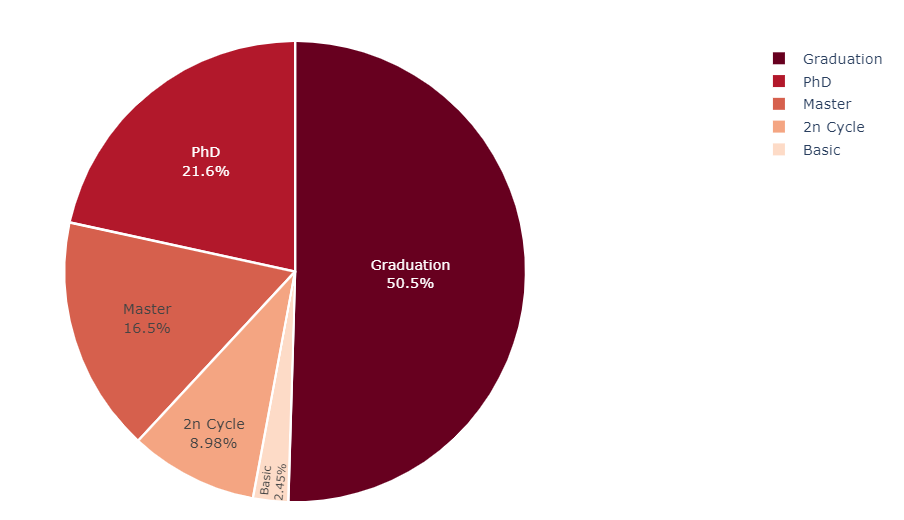 PhD
21.6%
Graduation
50.5%
Master
16.5%
2n Cycle
8.98%
Basic
2.45%
Graduation
PhD
Master
2n Cycle
Basic